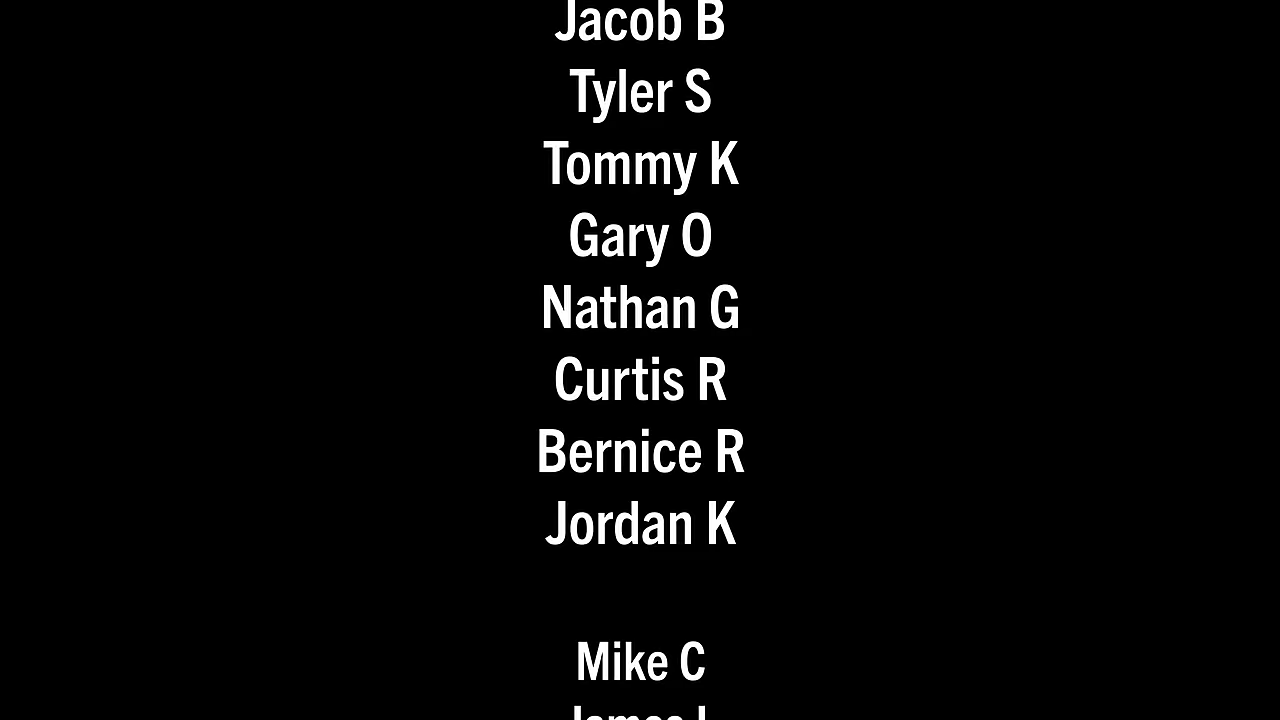 Jacob B
Tyler S
Tommy K
Gary O
Nathan G
Curtis R
Bernice R
Jordan K
Mike C